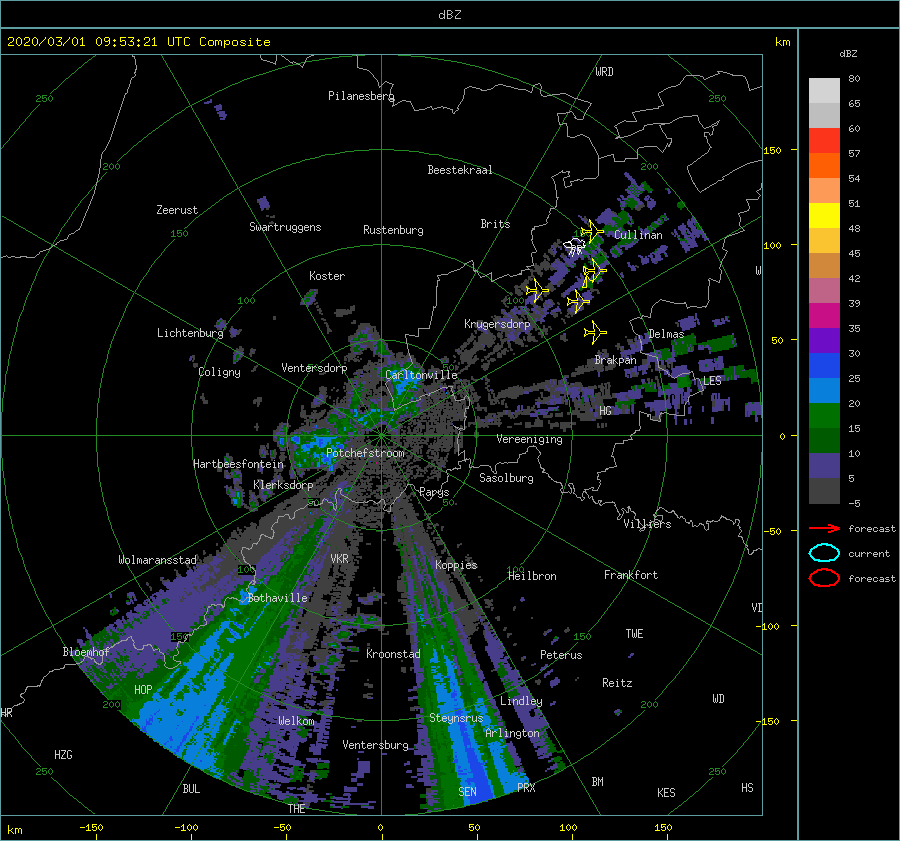 dBZ
2020/03/01 09:53:21 UTC Composite
km
dBZ
80
65
60
57
54
51
48
45
42
39
35
30
25
20
15
10
5
-5
forecast
current
forecast
250
250
WRD
Pilanesberg
150
200
200
Beestekraal
Zeerust
Swartruggens
Rustenburg
Brits
Cullinan
150
100
Koster
100
100
Krugersdorp
Lichtenburg
Delmas
50
Coligny
Ventersdorp
Carltonville
Brakpan
LES
HG
0
Vereeniging
Potchefstroom
Hartbeesfontein
Klerksdorp
Sasolburg
Parys
50
50
Villiers
-50
Wolmaransstad
VKR
Koppies
100
100
Heilbron
Frankfort
Bothaville
VI
-100
150
150
TWE
Bloemhof
Kroonstad
Peterus
HOP
Reitz
Lindley
WD
200
200
HR
Welkom
Steynsrus
-150
Arlington
HZG
Ventersburg
250
250
BUL
SEN
PRX
BM
KES
HS
THE
km
-150
-100
-50
0
50
100
150